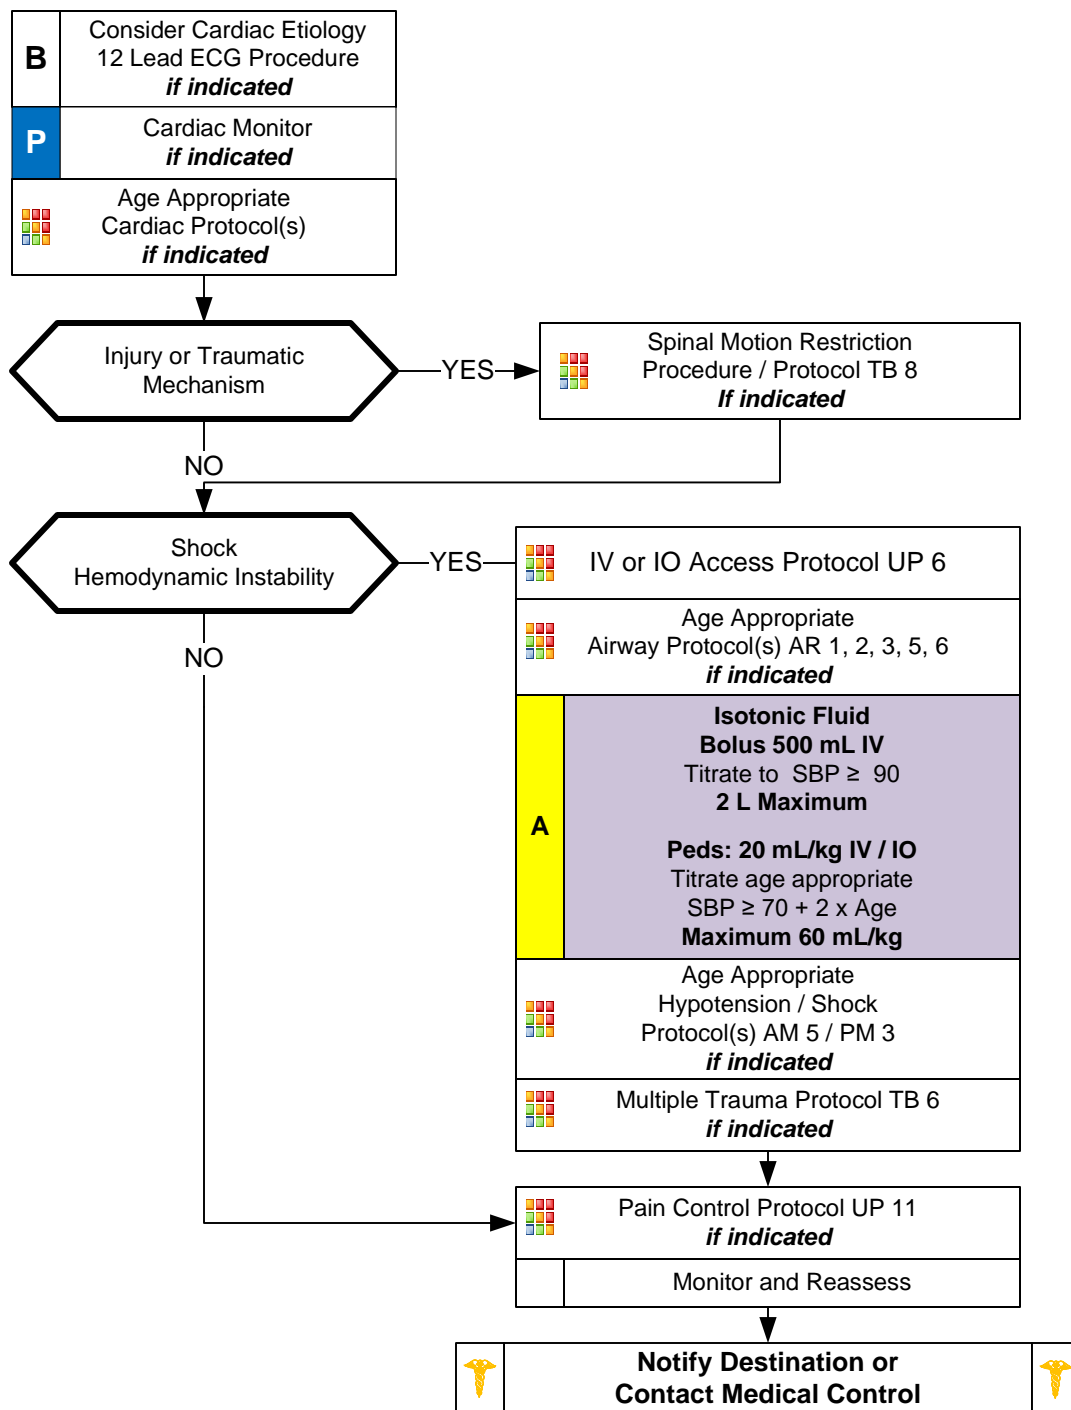 B
Consider Cardiac Etiology
12 Lead ECG Procedure
if indicated
P
Cardiac Monitor
if indicated
Age Appropriate
Cardiac Protocol(s)
if indicated
Injury or Traumatic
Mechanism
YES
Spinal Motion Restriction
Procedure / Protocol TB 8
If indicated
NO
Shock
Hemodynamic Instability
YES
IV or IO Access Protocol UP 6
Age Appropriate
Airway Protocol(s) AR 1, 2, 3, 5, 6
if indicated
A
Isotonic Fluid
Bolus 500 mL IV
Titrate to SBP ≥ 90
2 L Maximum
Peds: 20 mL/kg IV / IO
Titrate age appropriate
SBP ≥ 70 + 2 x Age
Maximum 60 mL/kg
Age Appropriate
Hypotension / Shock
Protocol(s) AM 5 / PM 3
if indicated
Multiple Trauma Protocol TB 6
if indicated
NO
Pain Control Protocol UP 11
if indicated
Monitor and Reassess
Notify Destination or
Contact Medical Control